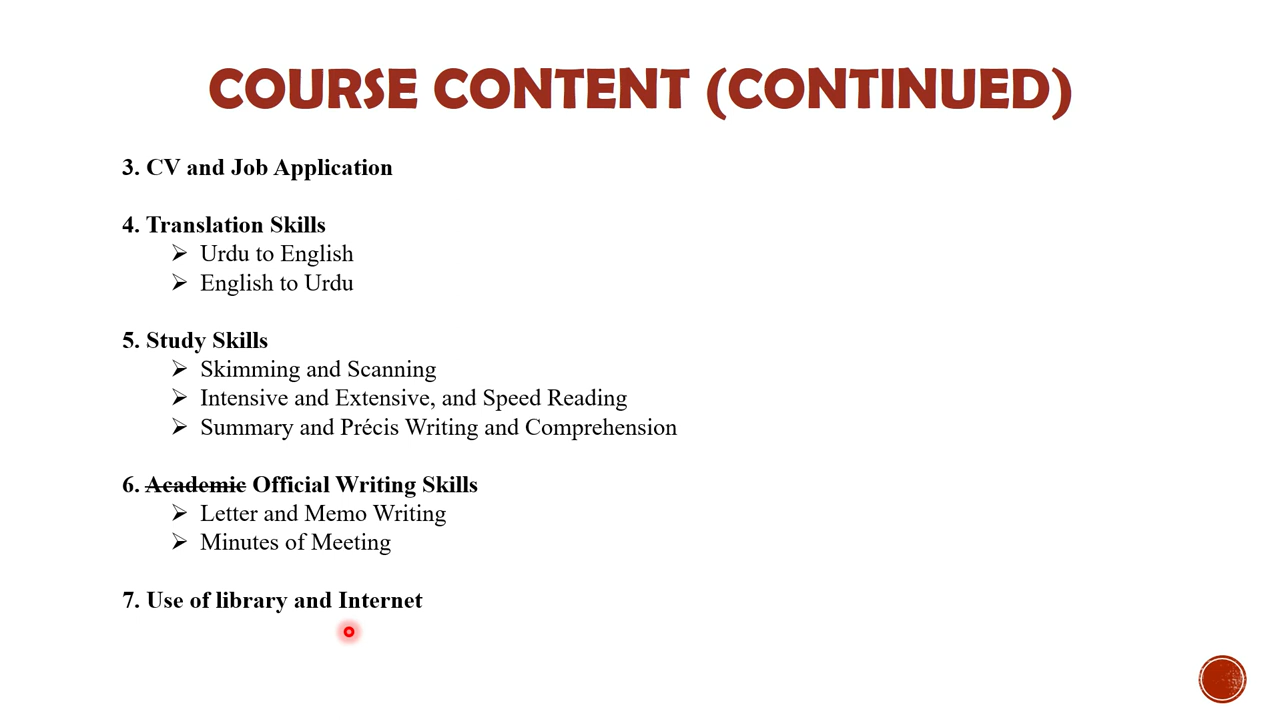 COURSE CONTENT (CONTINUED)
3. CV and Job Application
4. Translation Skills
➢ Urdu to English
➢ English to Urdu
5. Study Skills
➢ Skimming and Scanning
➢ Intensive and Extensive, and Speed Reading
➢ Summary and Précis Writing and Comprehension
6. Academic Official Writing Skills
➢ Letter and Memo Writing
➢ Minutes of Meeting
7. Use of library and Internet